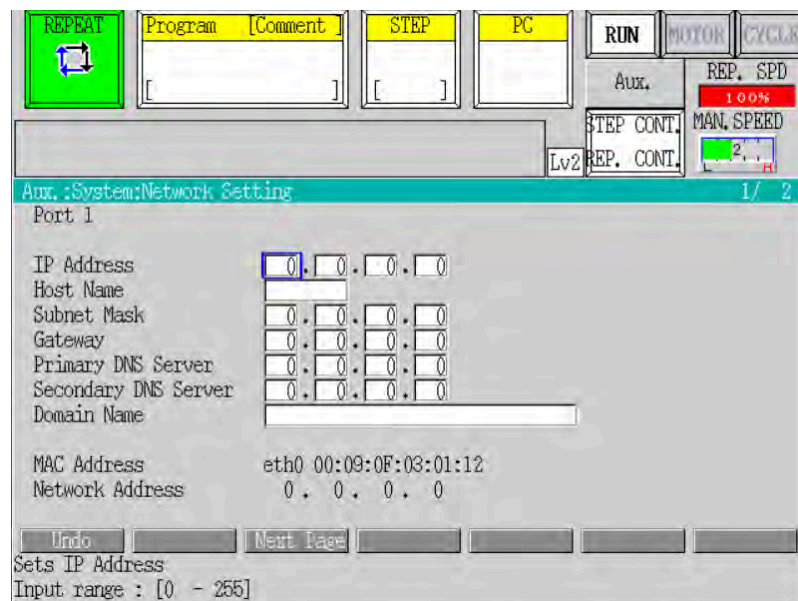 REPEAT
Program [Comment ]
[ ]
STEP
[ ]
PC
RUN
MOTOR
CYCLE
Aux.
REP. SPD
100%
STEP CONT.
REP. CONT.
MAN. SPEED
2
L H
Lv2
Aux.:System:Network Setting 1/ 2
Port 1
IP Address 0. 0. 0. 0
Host Name
Subnet Mask 0. 0. 0. 0
Gateway 0. 0. 0. 0
Primary DNS Server 0. 0. 0. 0
Secondary DNS Server 0. 0. 0. 0
Domain Name
MAC Address eth0 00:09:0F:03:01:12
Network Address 0. 0. 0. 0
Undo Next Page
Sets IP Address
Input range : [0 - 255]